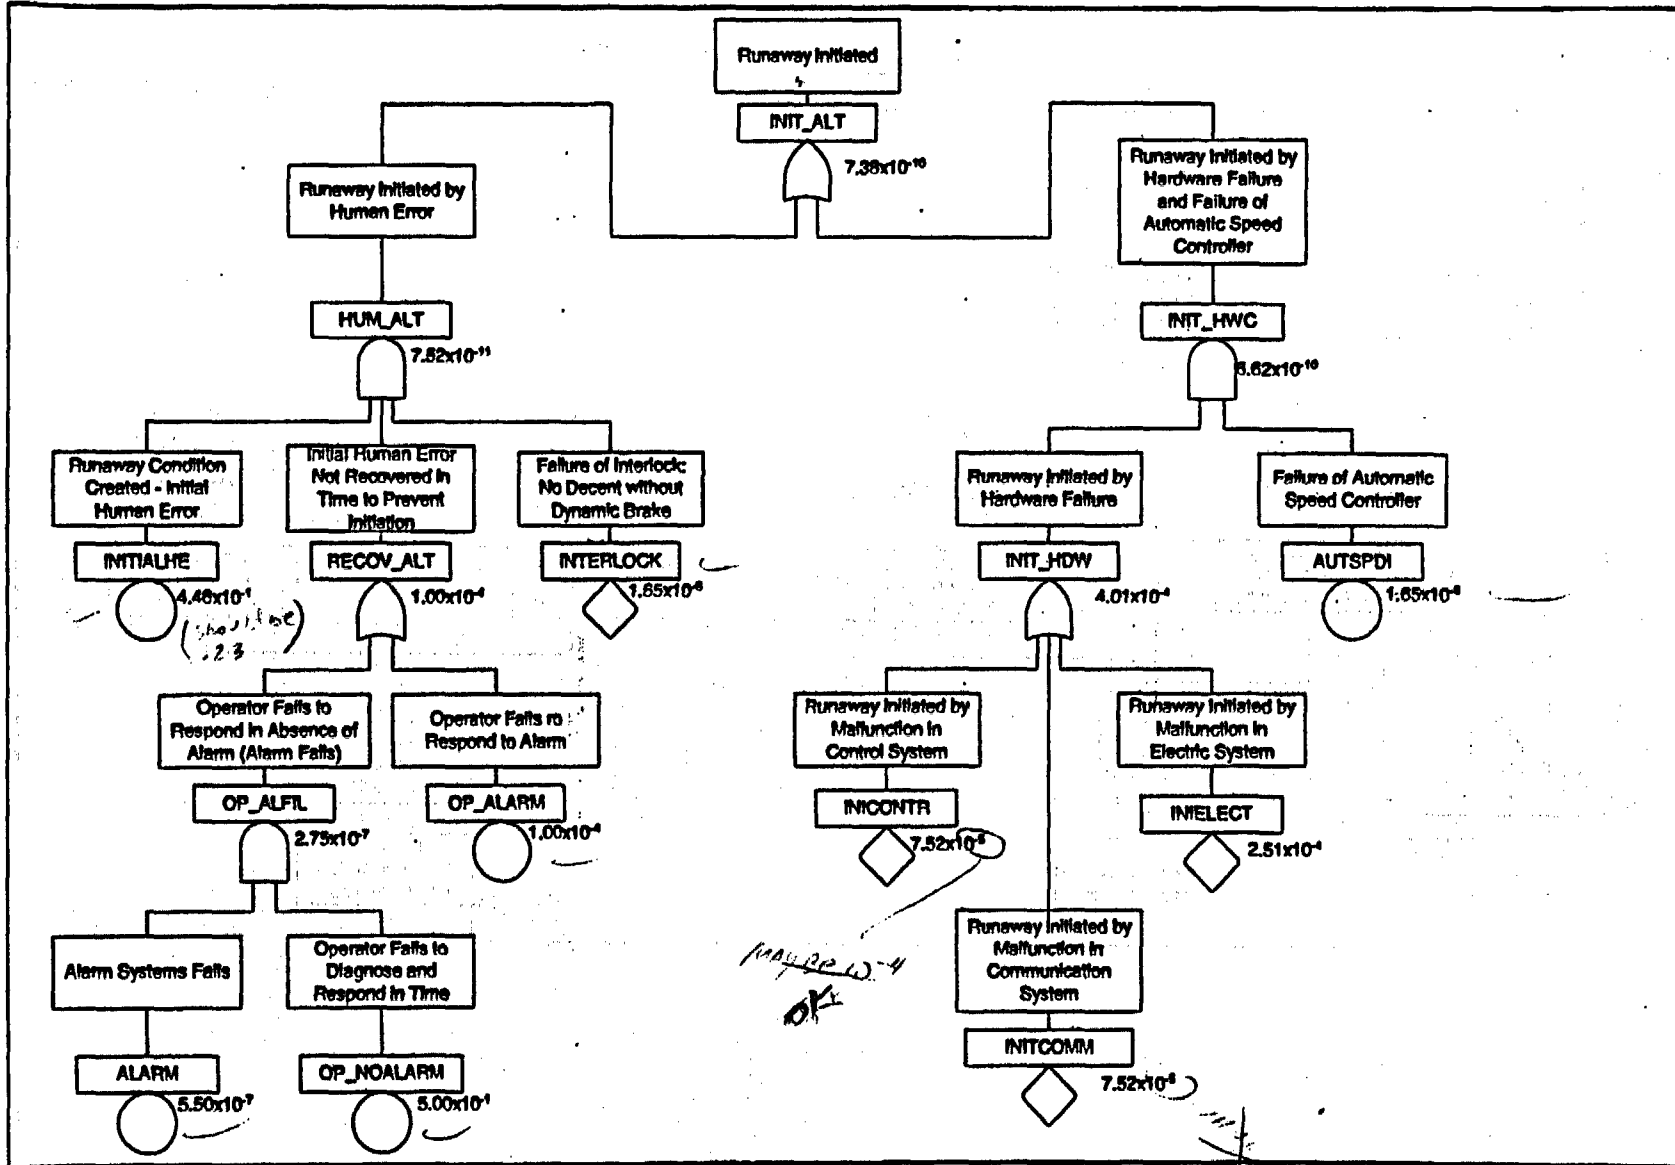 Runaway Initiated
INIT_ALT
7.38x10-10
Runaway Initiated by
Human Error
Runaway Initiated by
Hardware Failure
and Failure of
Automatic Speed
Controller
HUM_ALT
7.52x10-11
INIT_HWC
6.62x10-10
Runaway Condition
Created - Initial
Human Error
Initial Human Error
Not Recovered in
Time to Prevent
Initiation
Failure of Interlock:
No Decent without
Dynamic Brake
Runaway Initiated by
Hardware Failure
Failure of Automatic
Speed Controller
INITIALHE
4.46x10-1
(should be
.23)
RECOV_ALT
1.00x10-4
INTERLOCK
1.65x10-6
INIT_HDW
4.01x10-4
AUTSPDI
1.65x10-6
Operator Fails to
Respond in Absence of
Alarm (Alarm Fails)
Operator Fails ro
Respond to Alarm
Runaway Initiated by
Malfunction in
Control System
Runaway Initiated by
Malfunction in
Electric System
OP_ALFIL
2.75x10-7
OP_ALARM
1.00x10-4
INICONTR
7.52x10-5
INIELECT
2.51x10-4
Alarm Systems Fails
Operator Fails to
Diagnose and
Respond in Time
may be 10-4
OK
Runaway Initiated by
Malfunction in
Communication
System
ALARM
5.50x10-7
OP_NOALARM
5.00x10-1
INITCOMM
7.52x10-5